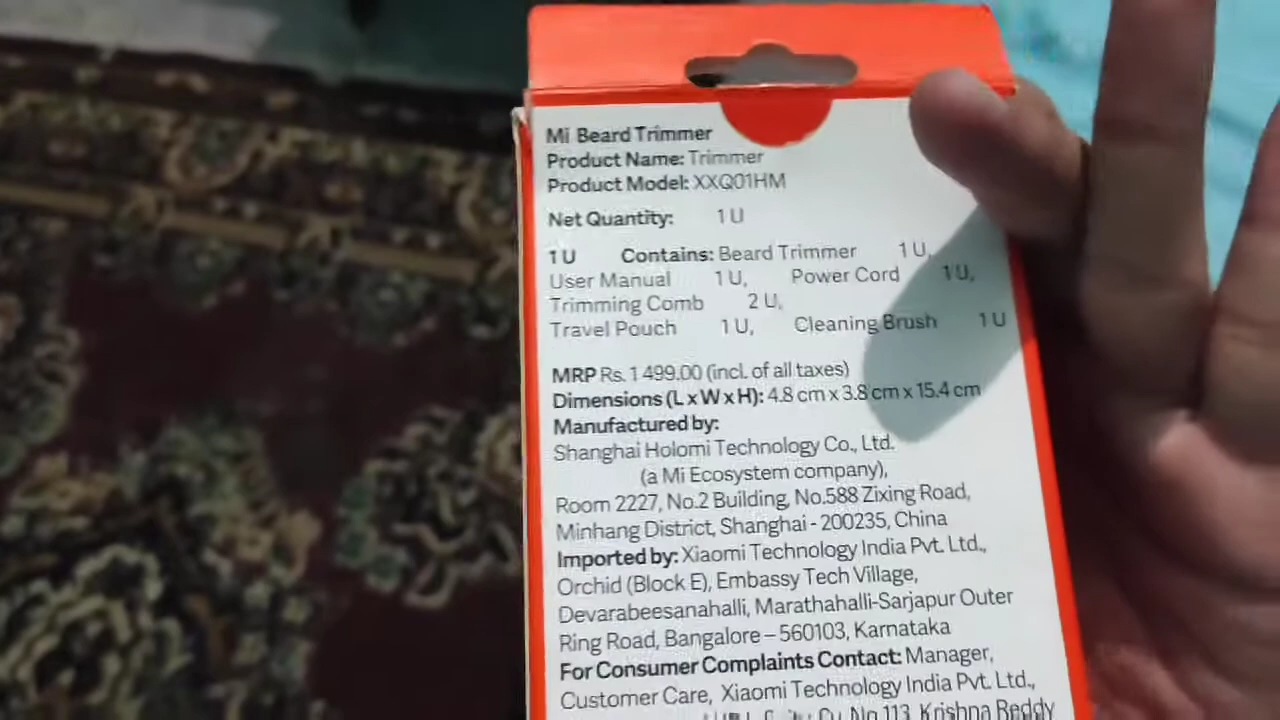 Mi Beard Trimmer
Product Name: Trimmer
Product Model: XXQ01HM
Net Quantity: 1 U
1 U Contains: Beard Trimmer 1 U,
User Manual 1 U, Power Cord 1 U,
Trimming Comb 2 U,
Travel Pouch 1 U, Cleaning Brush 1 U
MRP Rs. 1 499.00 (incl. of all taxes)
Dimensions (L x W x H): 4.8 cm x 3.8 cm x 15.4 cm
Manufactured by:
Shanghai Holomi Technology Co., Ltd.
(a Mi Ecosystem company),
Room 2227, No.2 Building, No.588 Zixing Road,
Minhang District, Shanghai - 200235, China
Imported by: Xiaomi Technology India Pvt. Ltd.,
Orchid (Block E), Embassy Tech Village,
Devarabeesanahalli, Marathahalli-Sarjapur Outer
Ring Road, Bangalore – 560103, Karnataka
For Consumer Complaints Contact: Manager,
Customer Care, Xiaomi Technology India Pvt. Ltd.,
No.113, Krishna Reddy